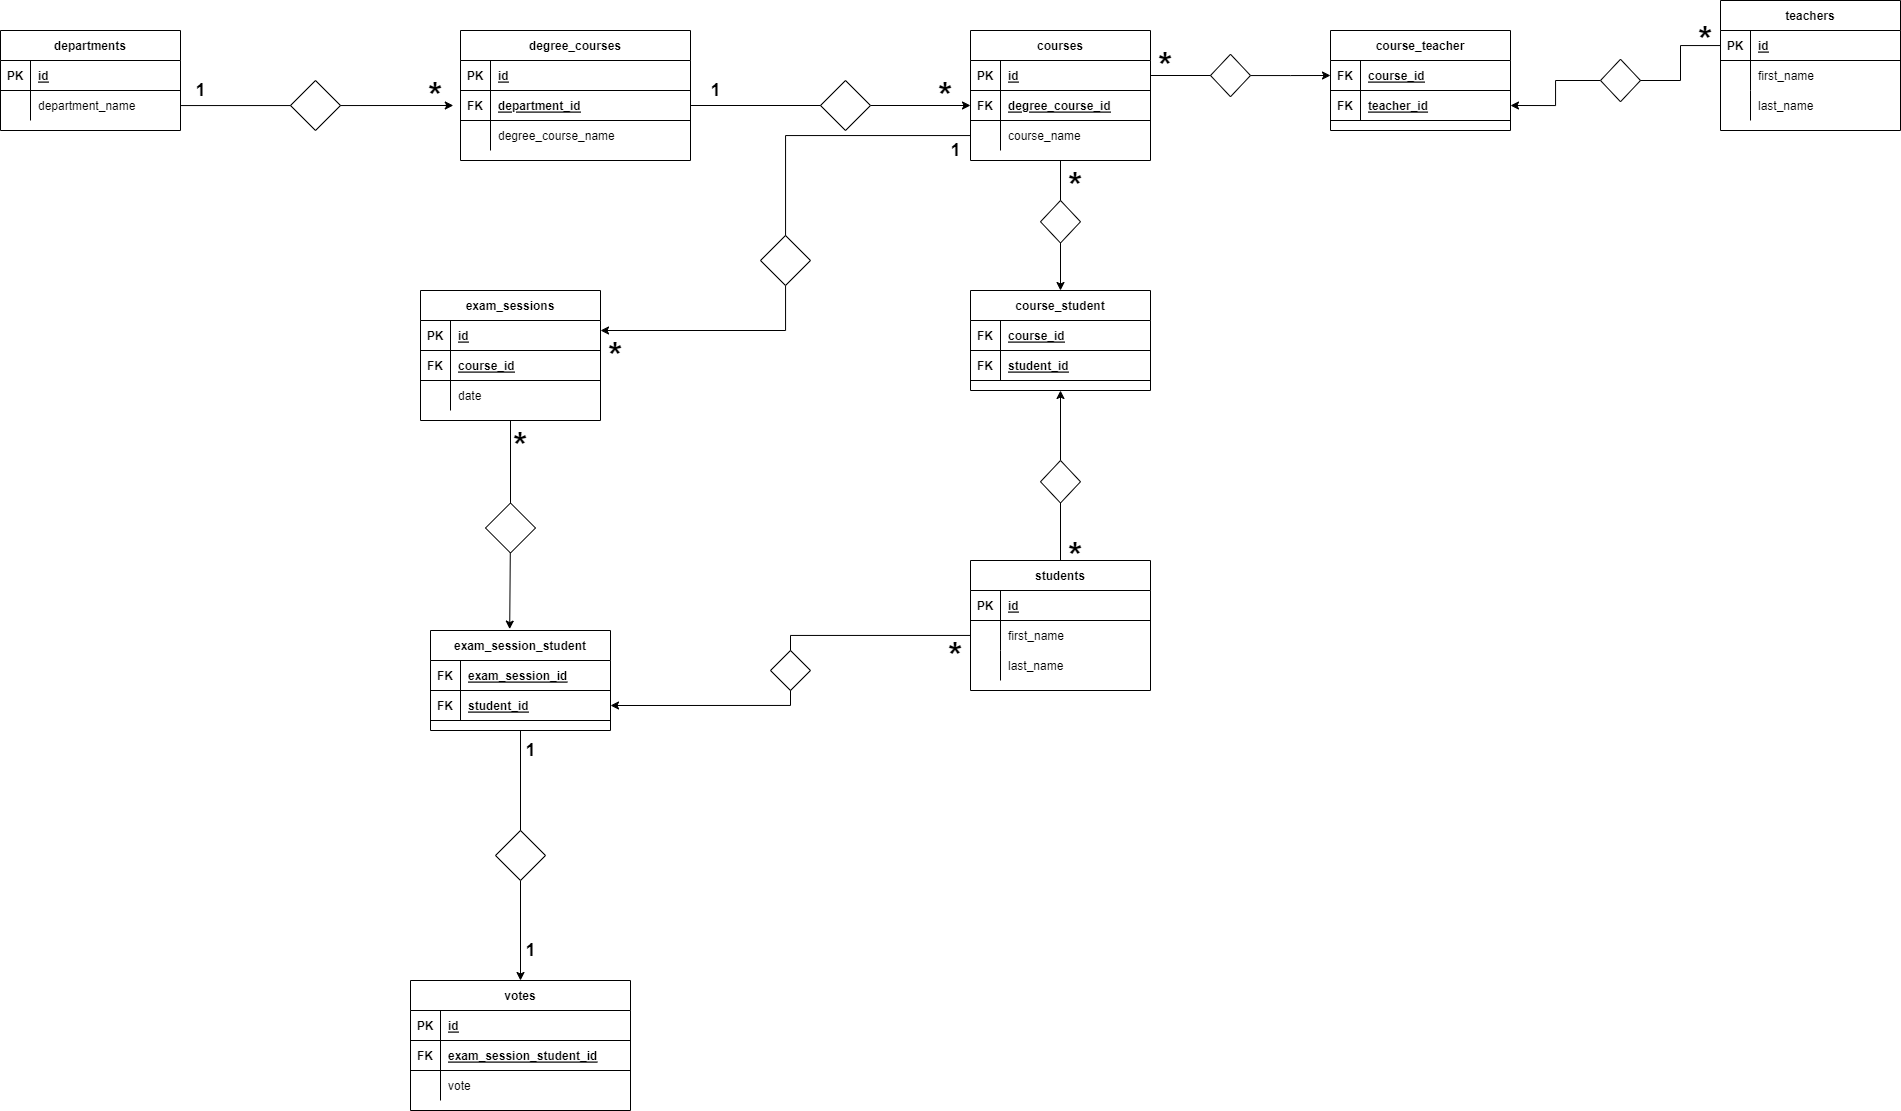 departments
PK id
department_name
1
*
degree_courses
PK id
FK department_id
degree_course_name
1
*
courses
PK id
FK degree_course_id
course_name
1
*
*
course_teacher
FK course_id
FK teacher_id
*
teachers
PK id
first_name
last_name
exam_sessions
PK id
FK course_id
date
*
*
course_student
FK course_id
FK student_id
*
students
PK id
first_name
last_name
*
exam_session_student
FK exam_session_id
FK student_id
1
1
votes
PK id
FK exam_session_student_id
vote